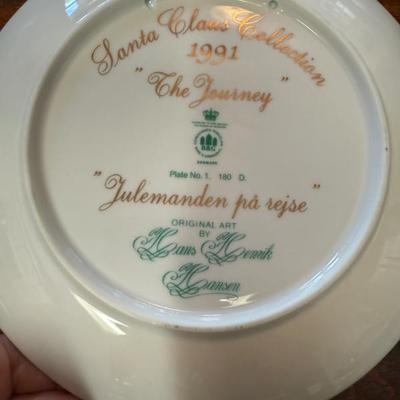 Santa Claus Collection
1991
"The Journey"
B&G
DENMARK
Plate No. 1. 180 D.
"Julemanden på rejse"
ORIGINAL ART
BY
Hans Henrik
Hansen